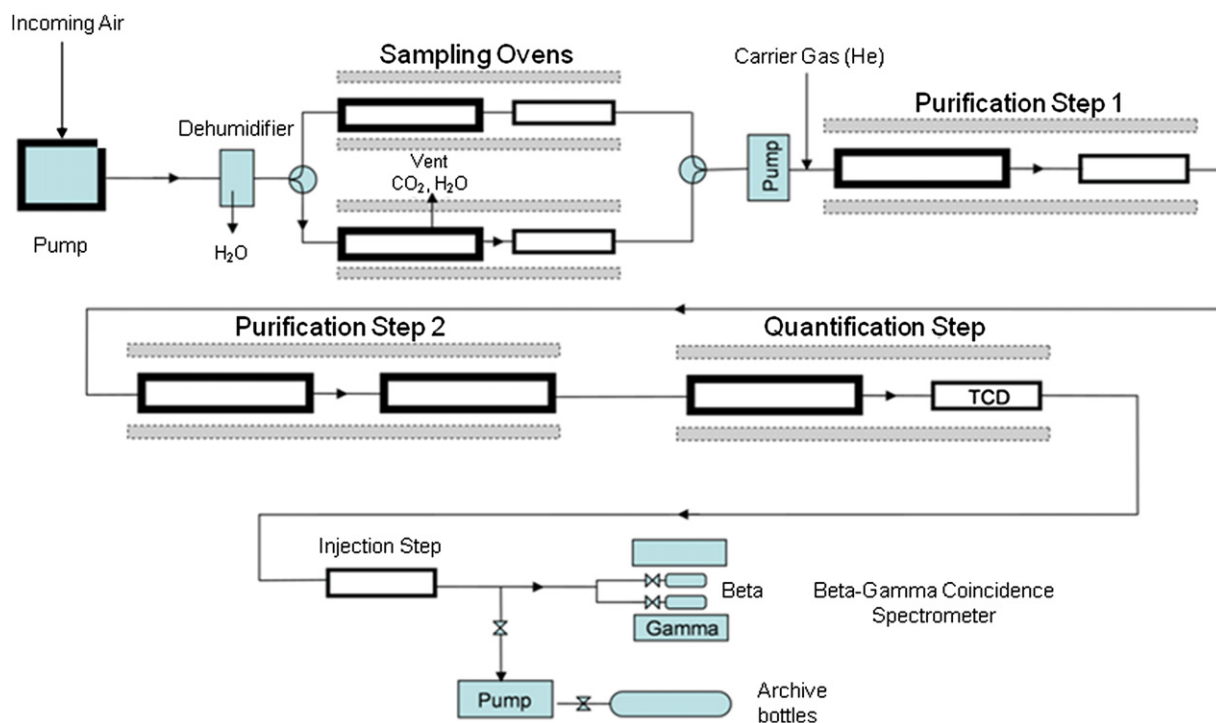 Incoming Air
Sampling Ovens
Carrier Gas (He)
Purification Step 1
Dehumidifier
Vent
CO₂, H₂O
Pump
Pump
H₂O
Purification Step 2
Quantification Step
TCD
Injection Step
Beta
Beta-Gamma Coincidence
Spectrometer
Gamma
Pump
Archive
bottles